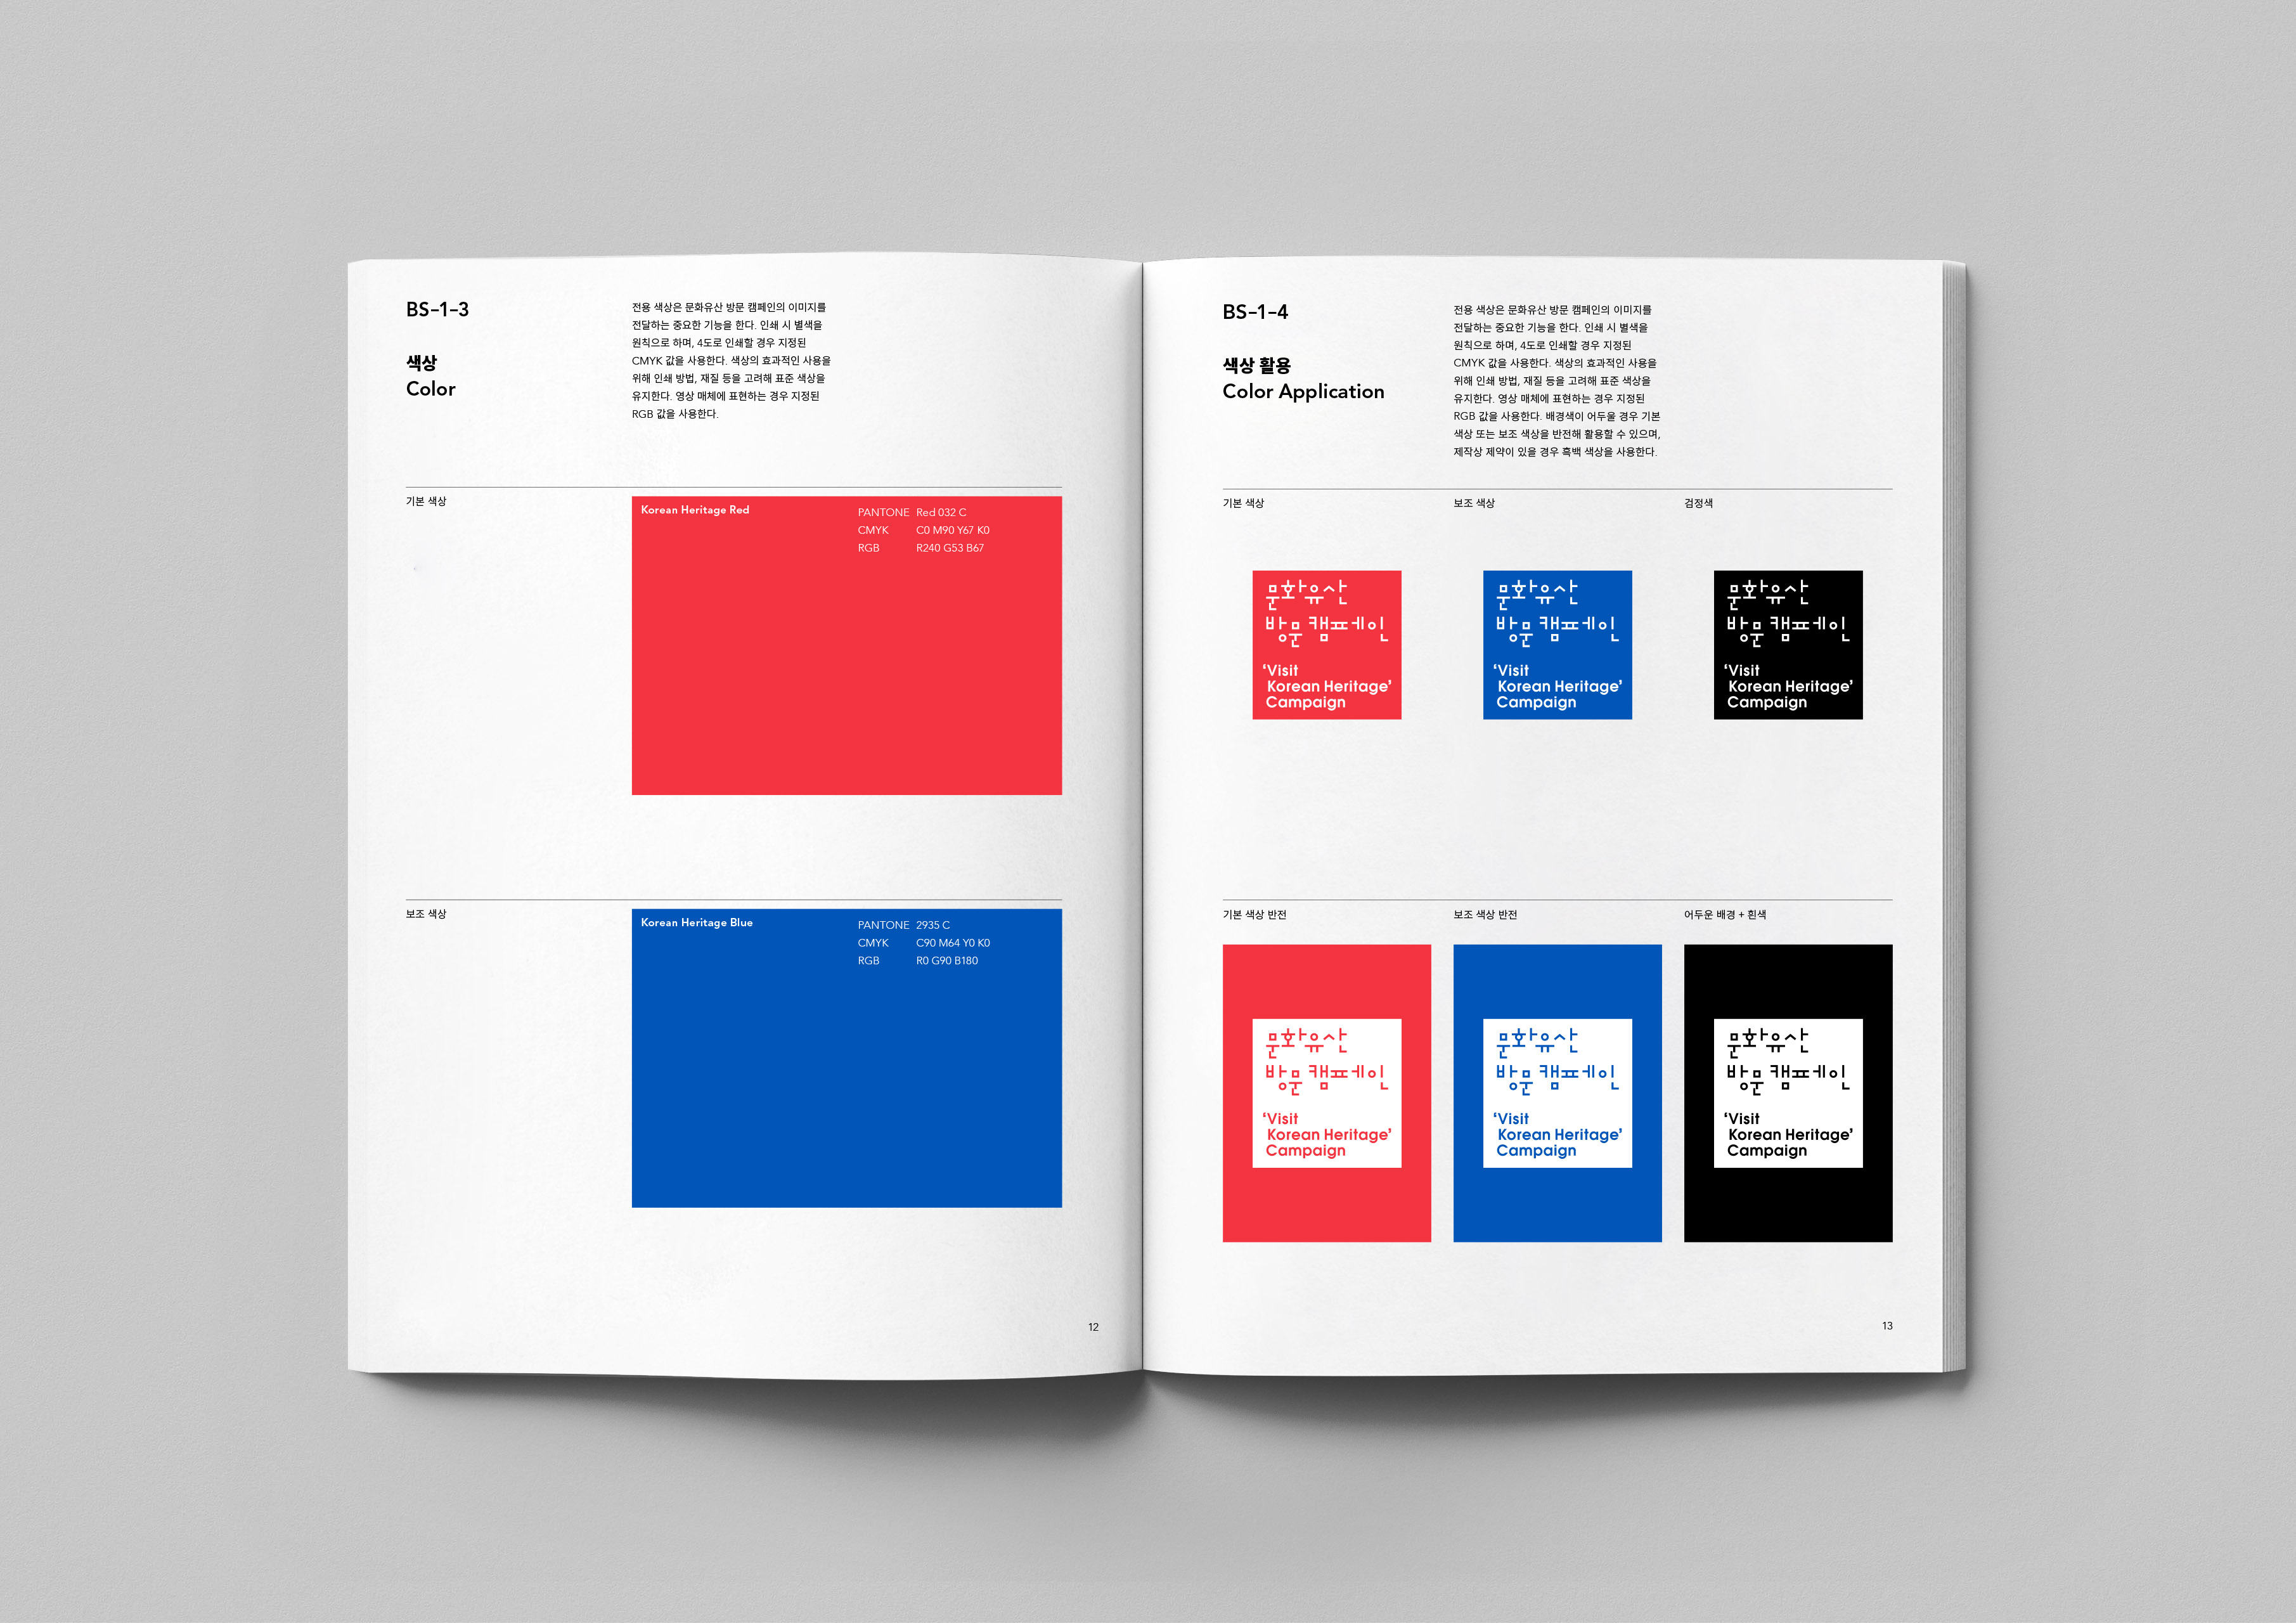 BS-1-3
색상
Color
전용 색상은 문화유산 방문 캠페인의 이미지를
전달하는 중요한 기능을 한다. 인쇄 시 별색을
원칙으로 하며, 4도로 인쇄할 경우 지정된
CMYK 값을 사용한다. 색상의 효과적인 사용을
위해 인쇄 방법, 재질 등을 고려해 표준 색상을
유지한다. 영상 매체에 표현하는 경우 지정된
RGB 값을 사용한다.
기본 색상
Korean Heritage Red
PANTONE Red 032 C
CMYK C0 M90 Y67 K0
RGB R240 G53 B67
보조 색상
Korean Heritage Blue
PANTONE 2935 C
CMYK C90 M64 Y0 K0
RGB R0 G90 B180
12
BS-1-4
색상 활용
Color Application
전용 색상은 문화유산 방문 캠페인의 이미지를
전달하는 중요한 기능을 한다. 인쇄 시 별색을
원칙으로 하며, 4도로 인쇄할 경우 지정된
CMYK 값을 사용한다. 색상의 효과적인 사용을
위해 인쇄 방법, 재질 등을 고려해 표준 색상을
유지한다. 영상 매체에 표현하는 경우 지정된
RGB 값을 사용한다. 배경색이 어두울 경우 기본
색상 또는 보조 색상을 반전해 활용할 수 있으며,
제작상 제약이 있을 경우 흑백 색상을 사용한다.
기본 색상
문화유산
방문 캠페인
‘Visit
Korean Heritage’
Campaign
보조 색상
문화유산
방문 캠페인
‘Visit
Korean Heritage’
Campaign
검정색
문화유산
방문 캠페인
‘Visit
Korean Heritage’
Campaign
기본 색상 반전
문화유산
방문 캠페인
‘Visit
Korean Heritage’
Campaign
보조 색상 반전
문화유산
방문 캠페인
‘Visit
Korean Heritage’
Campaign
어두운 배경 + 흰색
문화유산
방문 캠페인
‘Visit
Korean Heritage’
Campaign
13